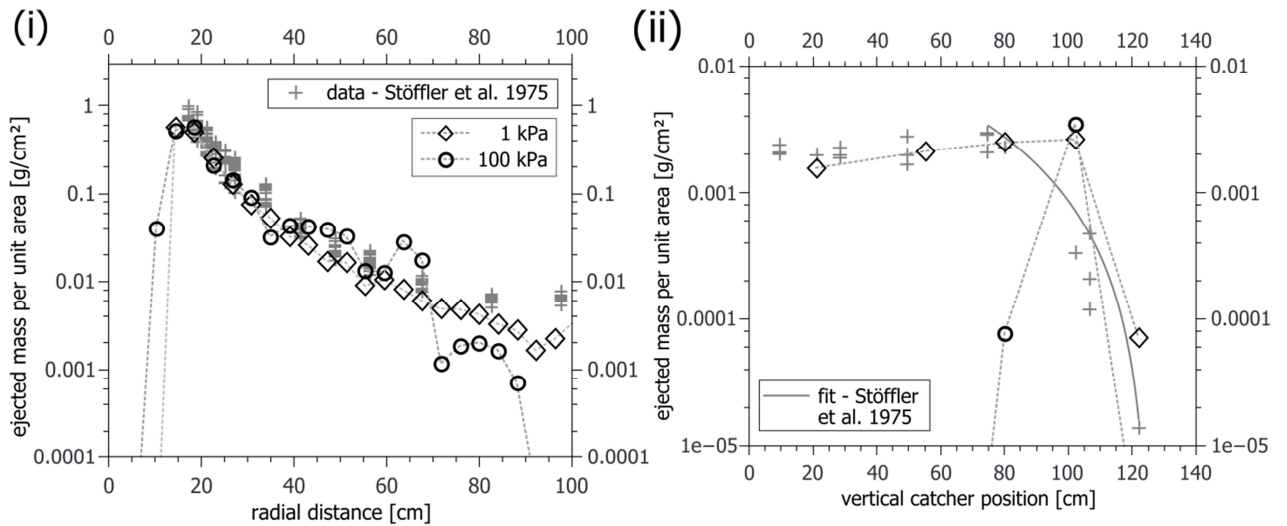 (i)
0 20 40 60 80 100
data - Stöffler et al. 1975
1 kPa
100 kPa
1
0.1
0.01
0.001
0.0001
1
0.1
0.01
0.001
0.0001
ejected mass per unit area [g/cm²]
0 20 40 60 80 100
radial distance [cm]
(ii)
0 20 40 60 80 100 120 140
0.01
0.001
0.0001
1e-05
0.01
0.001
0.0001
1e-05
ejected mass per unit area [g/cm²]
fit - Stöffler
et al. 1975
0 20 40 60 80 100 120 140
vertical catcher position [cm]